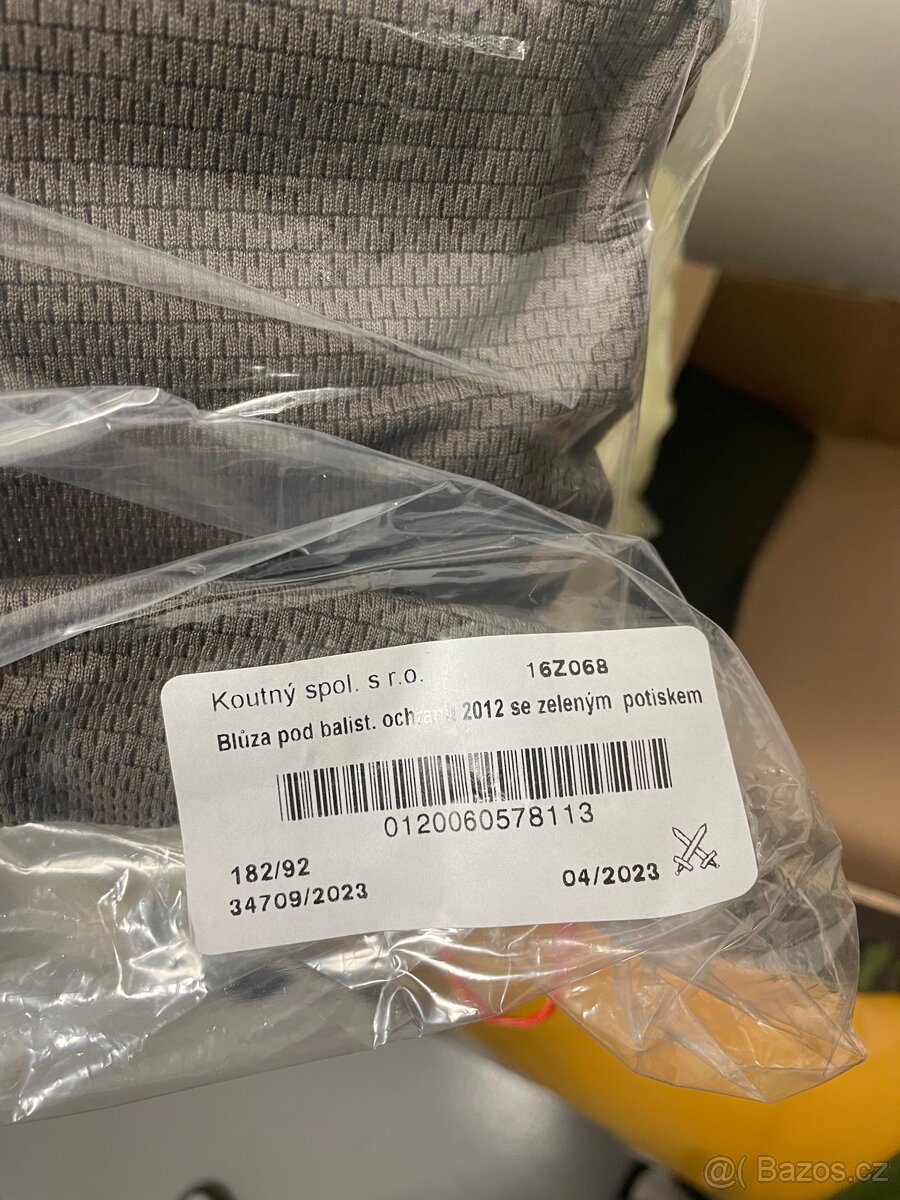 Koutný spol. s r.o. 16Z068
Blůza pod balist. ochranu 2012 se zeleným potiskem
0120060578113
182/92
34709/2023 04/2023
@( Bazos.cz